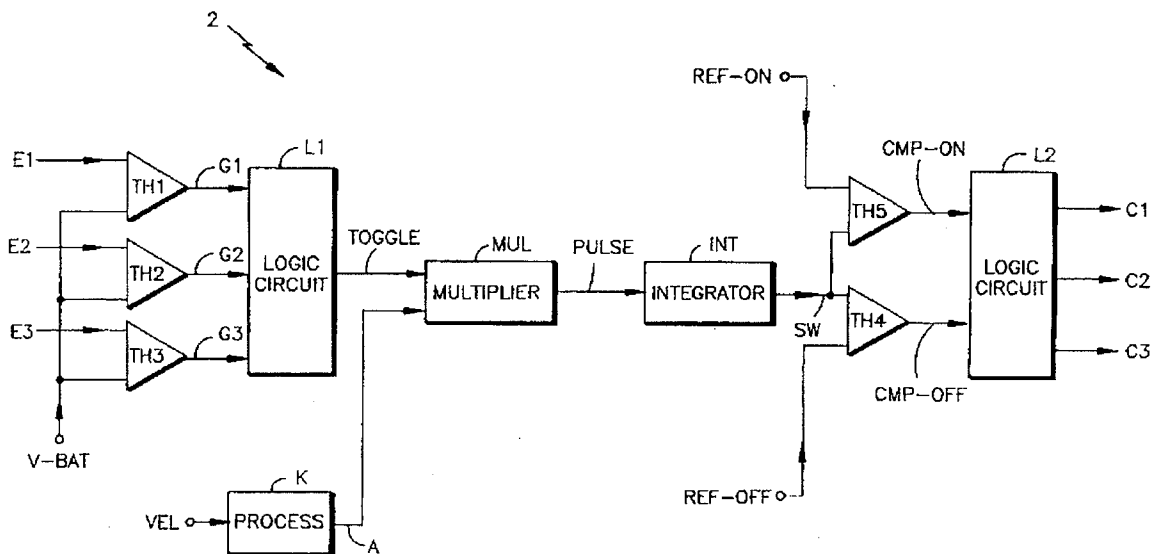 2
REF-ON
E1
TH1
G1
L1
CMP-ON
L2
TH5
C1
E2
TH2
G2
LOGIC
CIRCUIT
TOGGLE
MUL
MULTIPLIER
PULSE
INT
INTEGRATOR
SW
TH4
LOGIC
CIRCUIT
C2
E3
TH3
G3
C3
CMP-OFF
V-BAT
K
REF-OFF
VEL
PROCESS
A